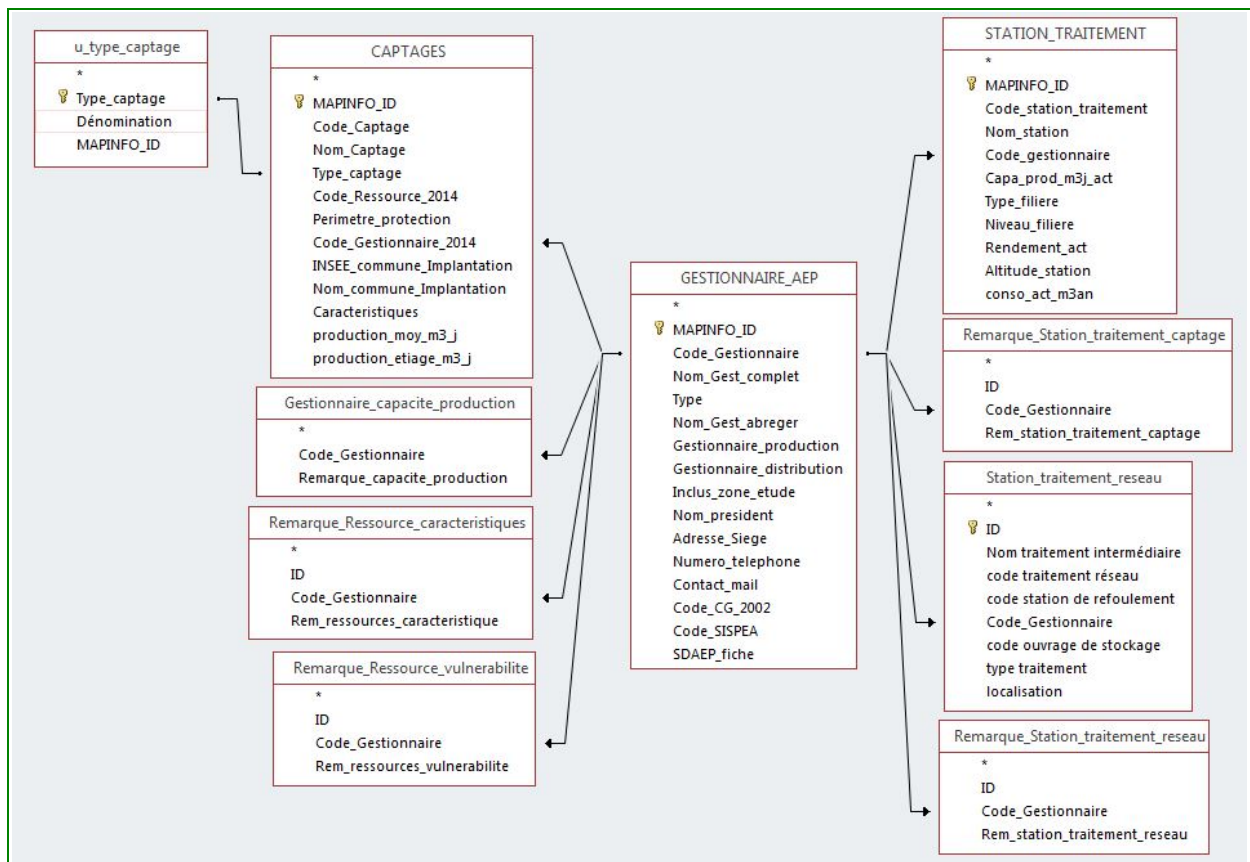 u_type_captage
*
Type_captage
Dénomination
MAPINFO_ID
CAPTAGES
*
MAPINFO_ID
Code_Captage
Nom_Captage
Type_captage
Code_Ressource_2014
Perimetre_protection
Code_Gestionnaire_2014
INSEE_commune_Implantation
Nom_commune_Implantation
Caracteristiques
production_moy_m3_j
production_etiage_m3_j
Gestionnaire_capacite_production
*
Code_Gestionnaire
Remarque_capacite_production
Remarque_Ressource_caracteristiques
*
ID
Code_Gestionnaire
Rem_ressources_caracteristique
Remarque_Ressource_vulnerabilite
*
ID
Code_Gestionnaire
Rem_ressources_vulnerabilite
GESTIONNAIRE_AEP
*
MAPINFO_ID
Code_Gestionnaire
Nom_Gest_complet
Type
Nom_Gest_abreger
Gestionnaire_production
Gestionnaire_distribution
Inclus_zone_etude
Nom_president
Adresse_Siege
Numero_telephone
Contact_mail
Code_CG_2002
Code_SISPEA
SDAEP_fiche
STATION_TRAITEMENT
*
MAPINFO_ID
Code_station_traitement
Nom_station
Code_gestionnaire
Capa_prod_m3j_act
Type_filiere
Niveau_filiere
Rendement_act
Altitude_station
conso_act_m3an
Remarque_Station_traitement_captage
*
ID
Code_Gestionnaire
Rem_station_traitement_captage
Station_traitement_reseau
*
ID
Nom traitement intermédiaire
code traitement réseau
code station de refoulement
Code_Gestionnaire
code ouvrage de stockage
type traitement
localisation
Remarque_Station_traitement_reseau
*
ID
Code_Gestionnaire
Rem_station_traitement_reseau